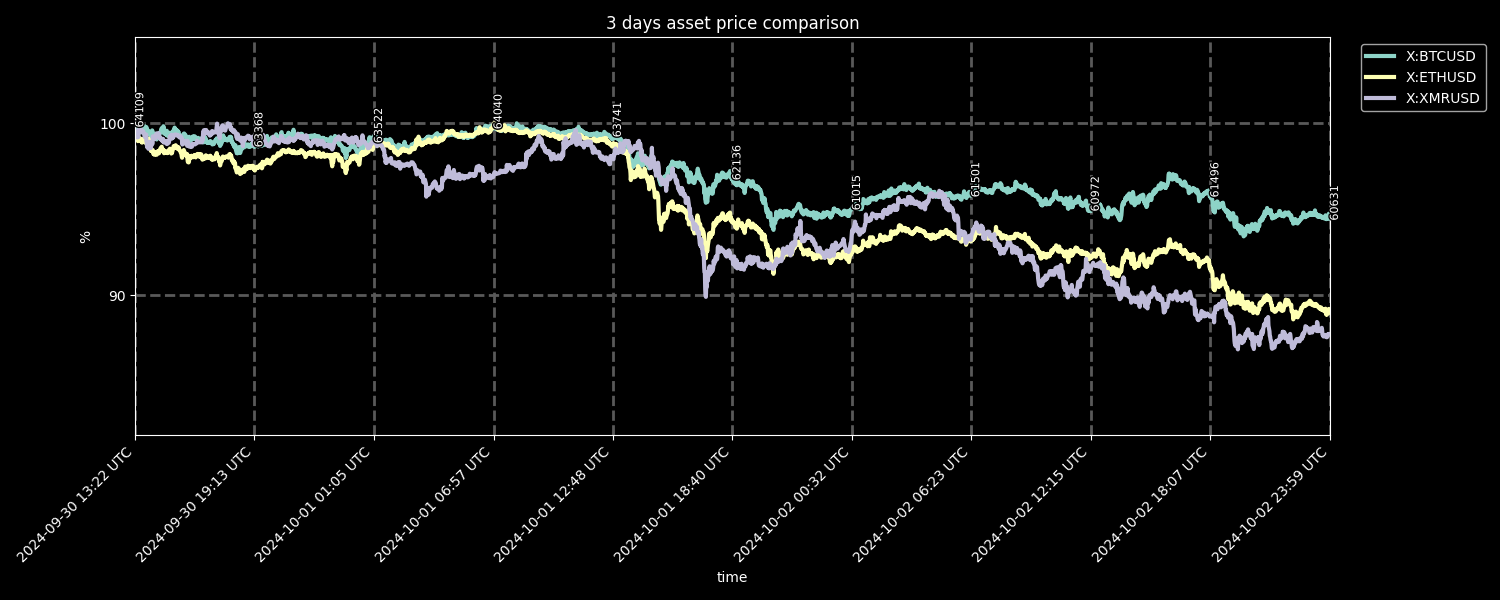 3 days asset price comparison
X:BTCUSD
X:ETHUSD
X:XMRUSD
%
100
90
64109
63368
63522
64040
63741
62136
61015
61501
60972
61496
60631
2024-09-30 13:22 UTC
2024-09-30 19:13 UTC
2024-10-01 01:05 UTC
2024-10-01 06:57 UTC
2024-10-01 12:48 UTC
2024-10-01 18:40 UTC
2024-10-02 00:32 UTC
2024-10-02 06:23 UTC
2024-10-02 12:15 UTC
2024-10-02 18:07 UTC
2024-10-02 23:59 UTC
time